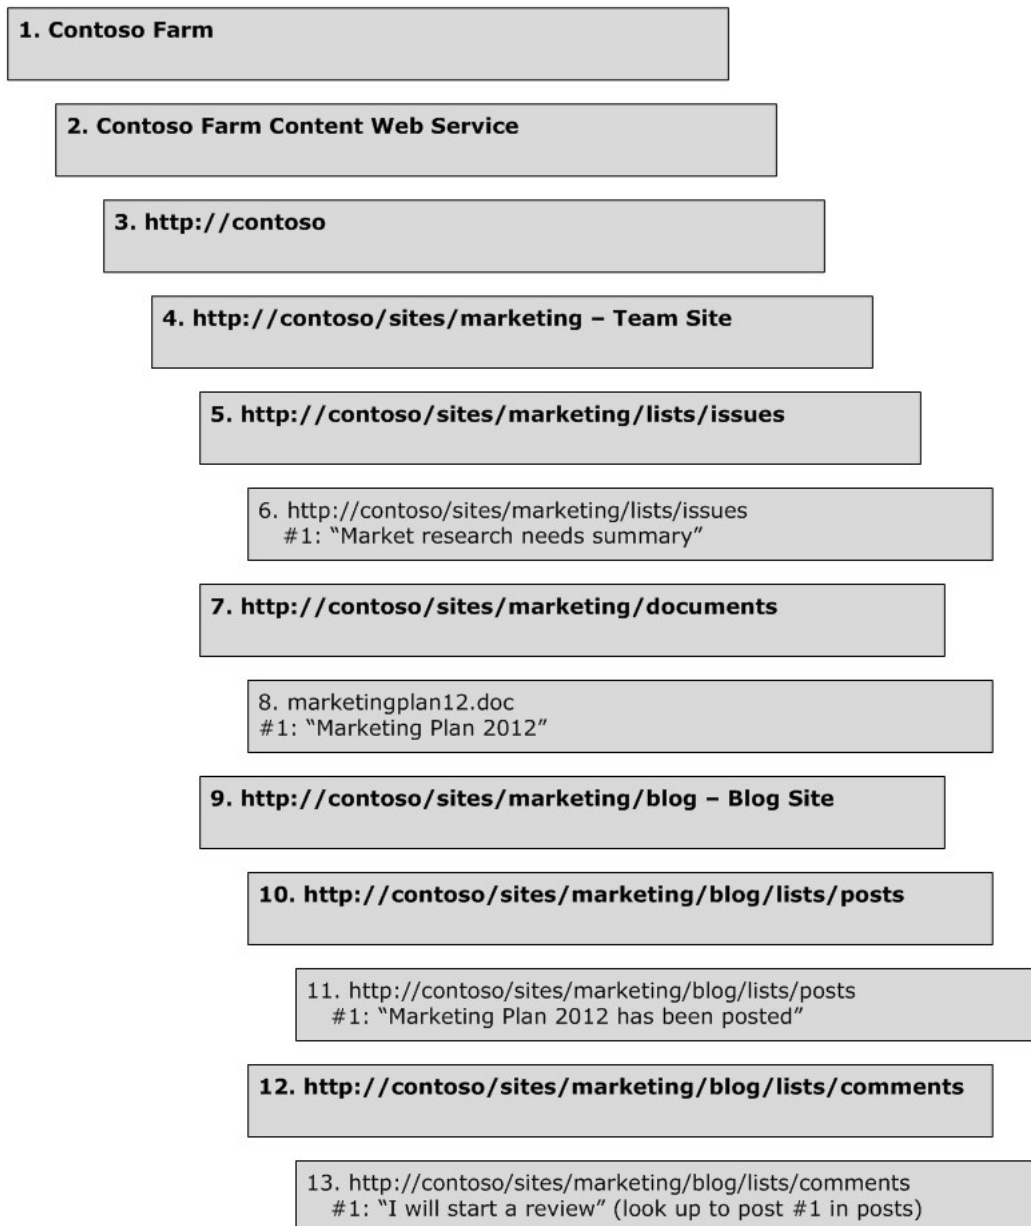 1. Contoso Farm
2. Contoso Farm Content Web Service
3. http://contoso
4. http://contoso/sites/marketing – Team Site
5. http://contoso/sites/marketing/lists/issues
6. http://contoso/sites/marketing/lists/issues
#1: “Market research needs summary”
7. http://contoso/sites/marketing/documents
8. marketingplan12.doc
#1: “Marketing Plan 2012”
9. http://contoso/sites/marketing/blog – Blog Site
10. http://contoso/sites/marketing/blog/lists/posts
11. http://contoso/sites/marketing/blog/lists/posts
#1: “Marketing Plan 2012 has been posted”
12. http://contoso/sites/marketing/blog/lists/comments
13. http://contoso/sites/marketing/blog/lists/comments
#1: “I will start a review” (look up to post #1 in posts)